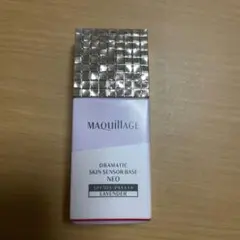 MAQuillAGE
DRAMATIC
SKIN SENSOR BASE
NEO
LAVENDER